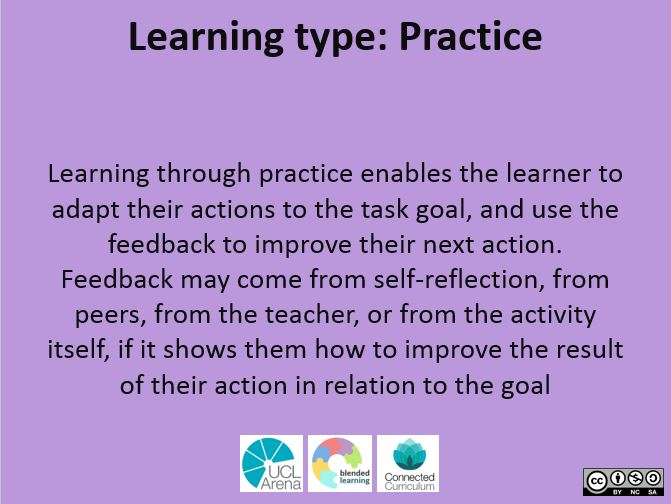 Learning type: Practice
Learning through practice enables the learner to
adapt their actions to the task goal, and use the
feedback to improve their next action.
Feedback may come from self-reflection, from
peers, from the teacher, or from the activity
itself, if it shows them how to improve the result
of their action in relation to the goal
UCL
Arena
blended
learning
Connected
Curriculum
cc
BY NC SA